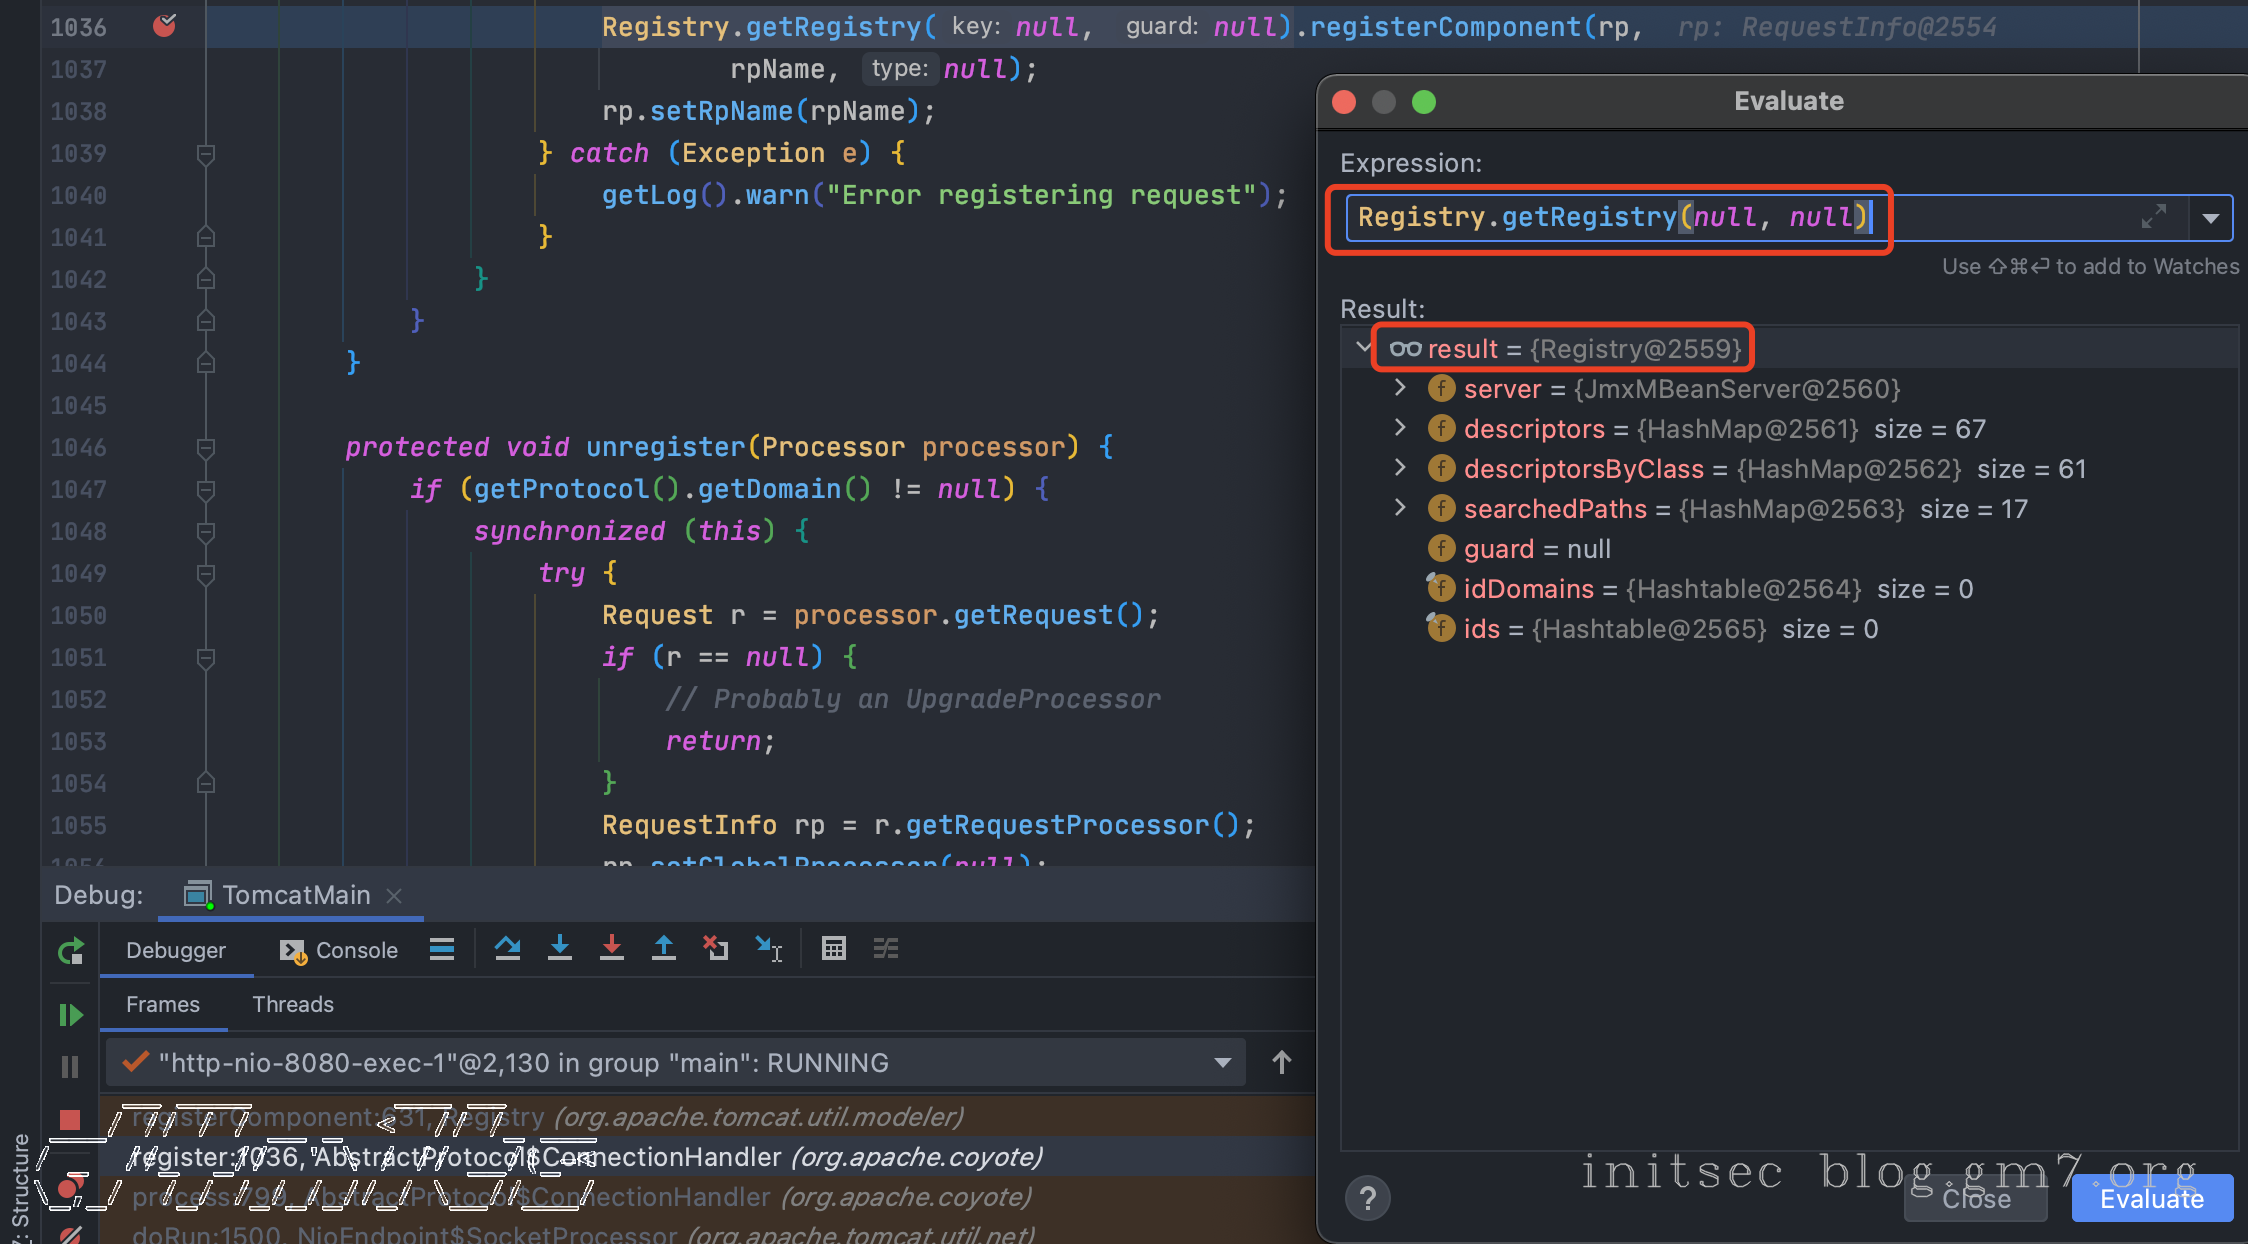 1036 Registry.getRegistry( key: null, guard: null).registerComponent(rp, rp: RequestInfo@2554
1037 rpName, type: null);
1038 rp.setRpName(rpName);
1039 } catch (Exception e) {
1040 getLog().warn("Error registering request");
1041 }
1042 }
1043 }
1044 }
1045
1046 protected void unregister(Processor processor) {
1047 if (getProtocol().getDomain() != null) {
1048 synchronized (this) {
1049 try {
1050 Request r = processor.getRequest();
1051 if (r == null) {
1052 // Probably an UpgradeProcessor
1053 return;
1054 }
1055 RequestInfo rp = r.getRequestProcessor();
1056 rp.setGlobalProcessor(null);
Evaluate
Expression:
Registry.getRegistry(null, null)
Use ⇧⌘⏎ to add to Watches
Result:
result = {Registry@2559}
server = {JmxMBeanServer@2560}
descriptors = {HashMap@2561} size = 67
descriptorsByClass = {HashMap@2562} size = 61
searchedPaths = {HashMap@2563} size = 17
guard = null
idDomains = {Hashtable@2564} size = 0
ids = {Hashtable@2565} size = 0
?
Close
Evaluate
Debug: TomcatMain
Debugger Console
Frames Threads
"http-nio-8080-exec-1"@2,130 in group "main": RUNNING
registerComponent:631, Registry (org.apache.tomcat.util.modeler)
register:1036, AbstractProtocol$ConnectionHandler (org.apache.coyote)
process:790, AbstractProtocol$ConnectionHandler (org.apache.coyote)
doRun:1500, NioEndpoint$SocketProcessor (org.apache.tomcat.util.net)
7: Structure
initsec blog.gm7.org